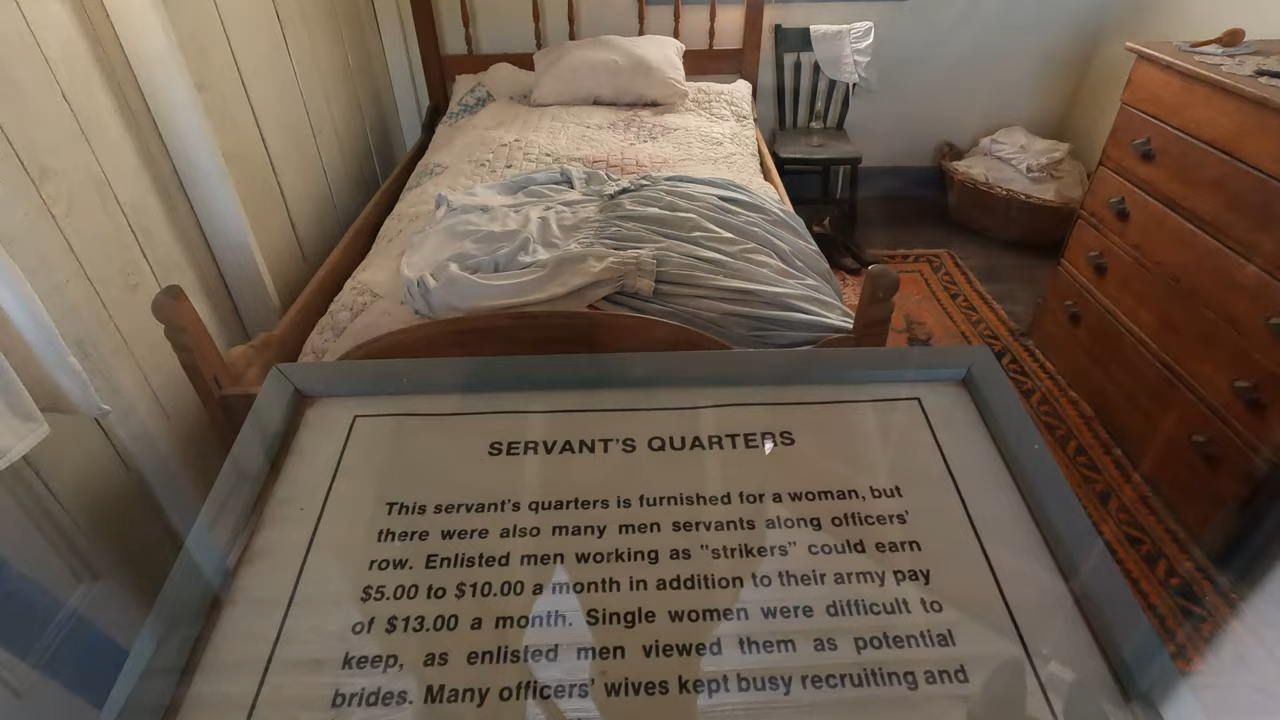 SERVANT'S QUARTERS
This servant's quarters is furnished for a woman, but
there were also many men servants along officers'
row. Enlisted men working as "strikers" could earn
$5.00 to $10.00 a month in addition to their army pay
of $13.00 a month. Single women were difficult to
keep, as enlisted men viewed them as potential
brides. Many officers' wives kept busy recruiting and